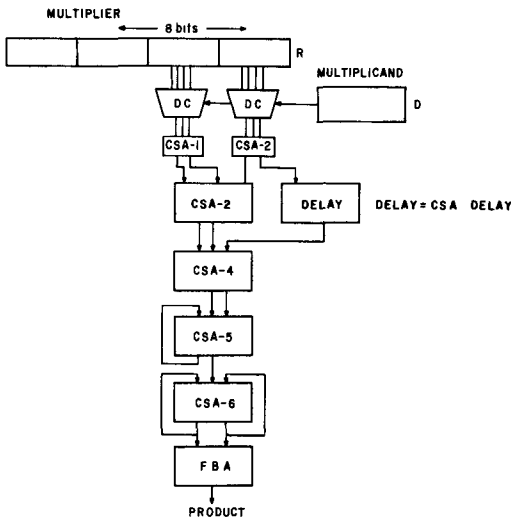 MULTIPLIER
8 bits
R
MULTIPLICAND
DC
DC
D
CSA-1
CSA-2
CSA-2
DELAY
DELAY=CSA DELAY
CSA-4
CSA-5
CSA-6
FBA
PRODUCT